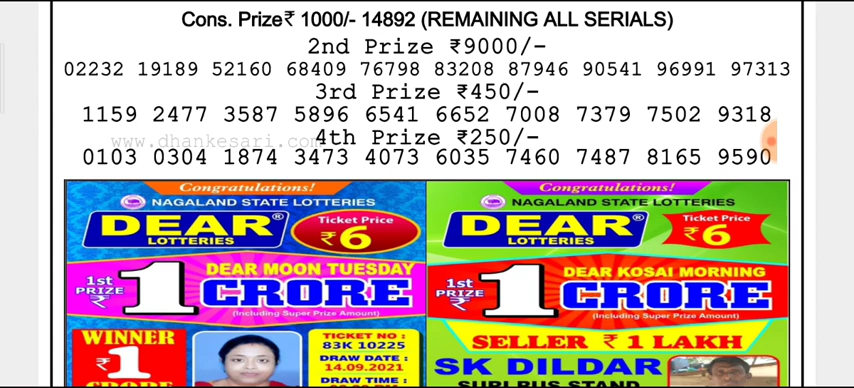 Cons. Prize₹ 1000/- 14892 (REMAINING ALL SERIALS)
2nd Prize ₹9000/-
02232 19189 52160 68409 76798 83208 87946 90541 96991 97313
3rd Prize ₹450/-
1159 2477 3587 5896 6541 6652 7008 7379 7502 9318
www.dhankesari.com
4th Prize ₹250/-
0103 0304 1874 3473 4073 6035 7460 7487 8165 9590
Congratulations!
NAGALAND STATE LOTTERIES
DEAR®
LOTTERIES
Ticket Price
₹6
1st
PRIZE
₹
1
DEAR MOON TUESDAY
CRORE
(Including Super Prize Amount)
WINNER
₹1
CRORE
TICKET NO :
83K 10225
DRAW DATE :
14.09.2021
DRAW TIME :
Congratulations!
NAGALAND STATE LOTTERIES
DEAR®
LOTTERIES
Ticket Price
₹6
1st
PRIZE
₹
1
DEAR KOSAI MORNING
CRORE
(Including Super Prize Amount)
SELLER ₹ 1 LAKH
SK DILDAR
BUS STAND